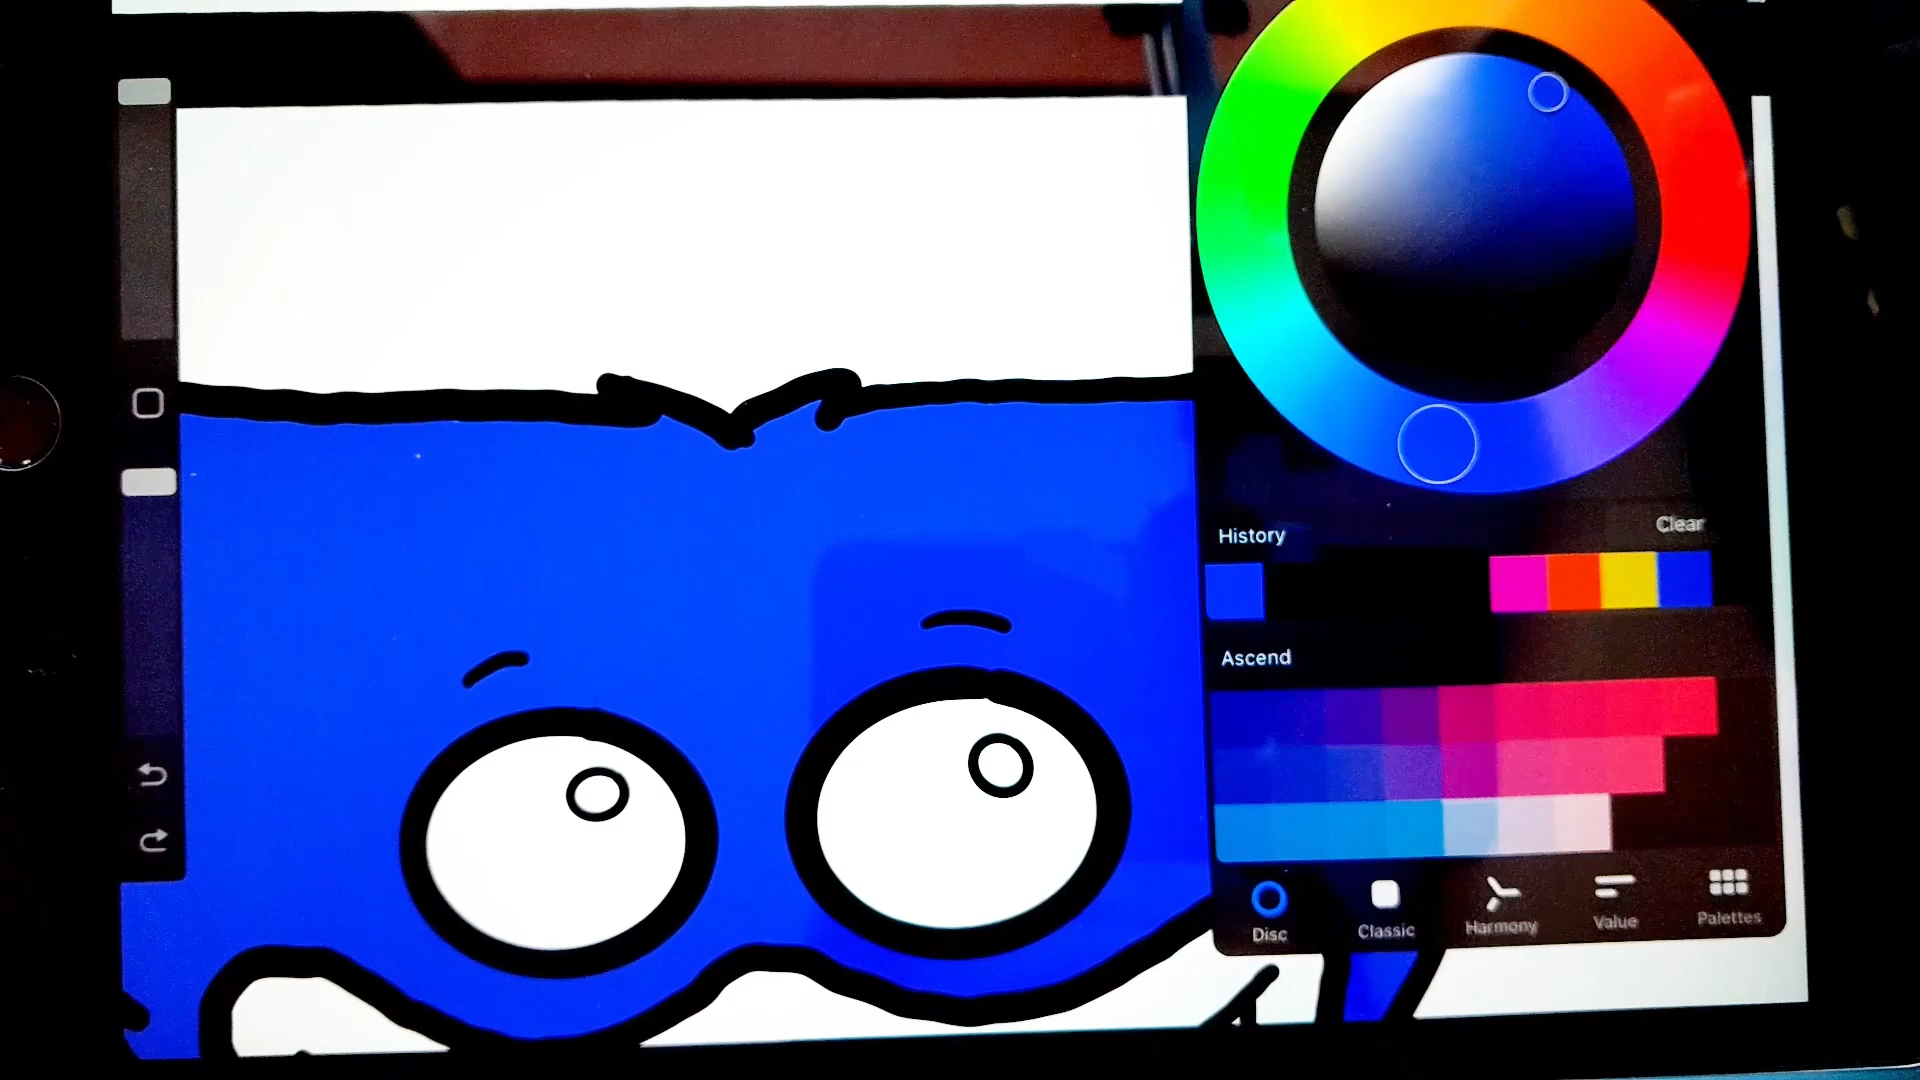 History
Clear
Ascend
Disc
Classic
Harmony
Value
Palettes